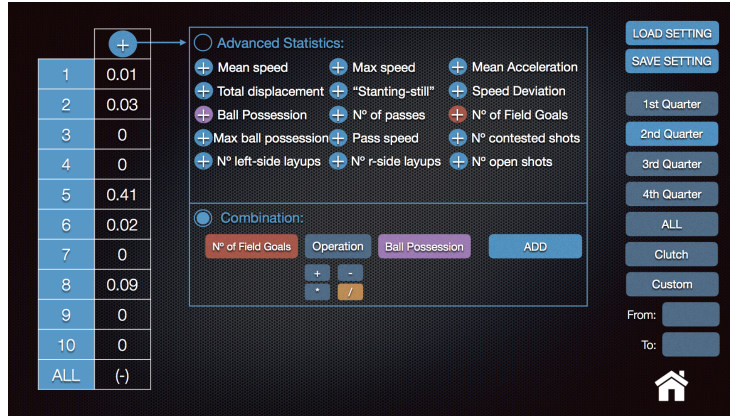 +
1 0.01
2 0.03
3 0
4 0
5 0.41
6 0.02
7 0
8 0.09
9 0
10 0
ALL (-)
Advanced Statistics:
+ Mean speed + Max speed + Mean Acceleration
+ Total displacement + “Stanting-still” + Speed Deviation
+ Ball Possession + Nº of passes + Nº of Field Goals
+ Max ball possession + Pass speed + Nº contested shots
+ Nº left-side layups + Nº r-side layups + Nº open shots
Combination:
Nº of Field Goals Operation Ball Possession ADD
+ -
* /
LOAD SETTING
SAVE SETTING
1st Quarter
2nd Quarter
3rd Quarter
4th Quarter
ALL
Clutch
Custom
From:
To: